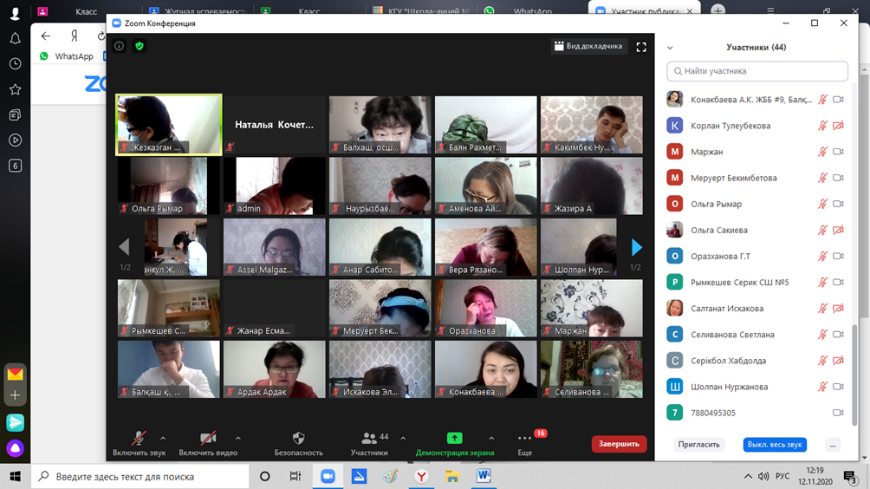 Класс
Журнал успеваемост
Класс
КГУ "Школа-лицей №
WhatsApp
Участник публика
Zoom Конференция
WhatsApp
Вид докладчика
Участники (44)
Найти участника
Жезказган ...
Наталья Кочет...
Балхаш, осш...
Баян Рахмет...
Какимбек Ну...
Ольга Рымар
admin
Наурызбае...
Аменова Ай...
Жазира А
анкул Ж.
Assel Malgaz...
Анар Сабито...
Вера Рязано...
Шолпан Нур...
1/2
1/2
Рымкешев С...
Жанар Есма...
Меруерт Бек...
Оразханова
Маржан
Балқаш қ. ...
Ардак Ардак
Искакова Эл...
Қонакбаева ...
Селиванова ...
Конакбаева А.К. ЖББ #9, Балқ...
Корлан Тулеубекова
Маржан
Меруерт Бекимбетова
Ольга Рымар
Ольга Сакиева
Оразханова Г.Т
Рымкешев Серик СШ №5
Салтанат Искакова
Селиванова Светлана
Серікбол Хабдолда
Шолпан Нуржанова
7880495305
Включить звук
Включить видео
Безопасность
44
Участники
Демонстрация экрана
16
Еще
Завершить
Пригласить
Выкл. весь звук
...
Введите здесь текст для поиска
РУС
12:19
12.11.2020